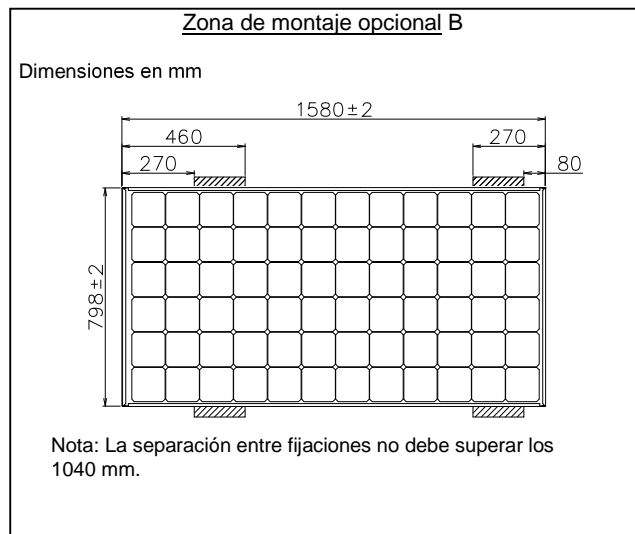 Zona de montaje opcional B
Dimensiones en mm
1580±2
460
270
270
80
798±2
Nota: La separación entre fijaciones no debe superar los
1040 mm.